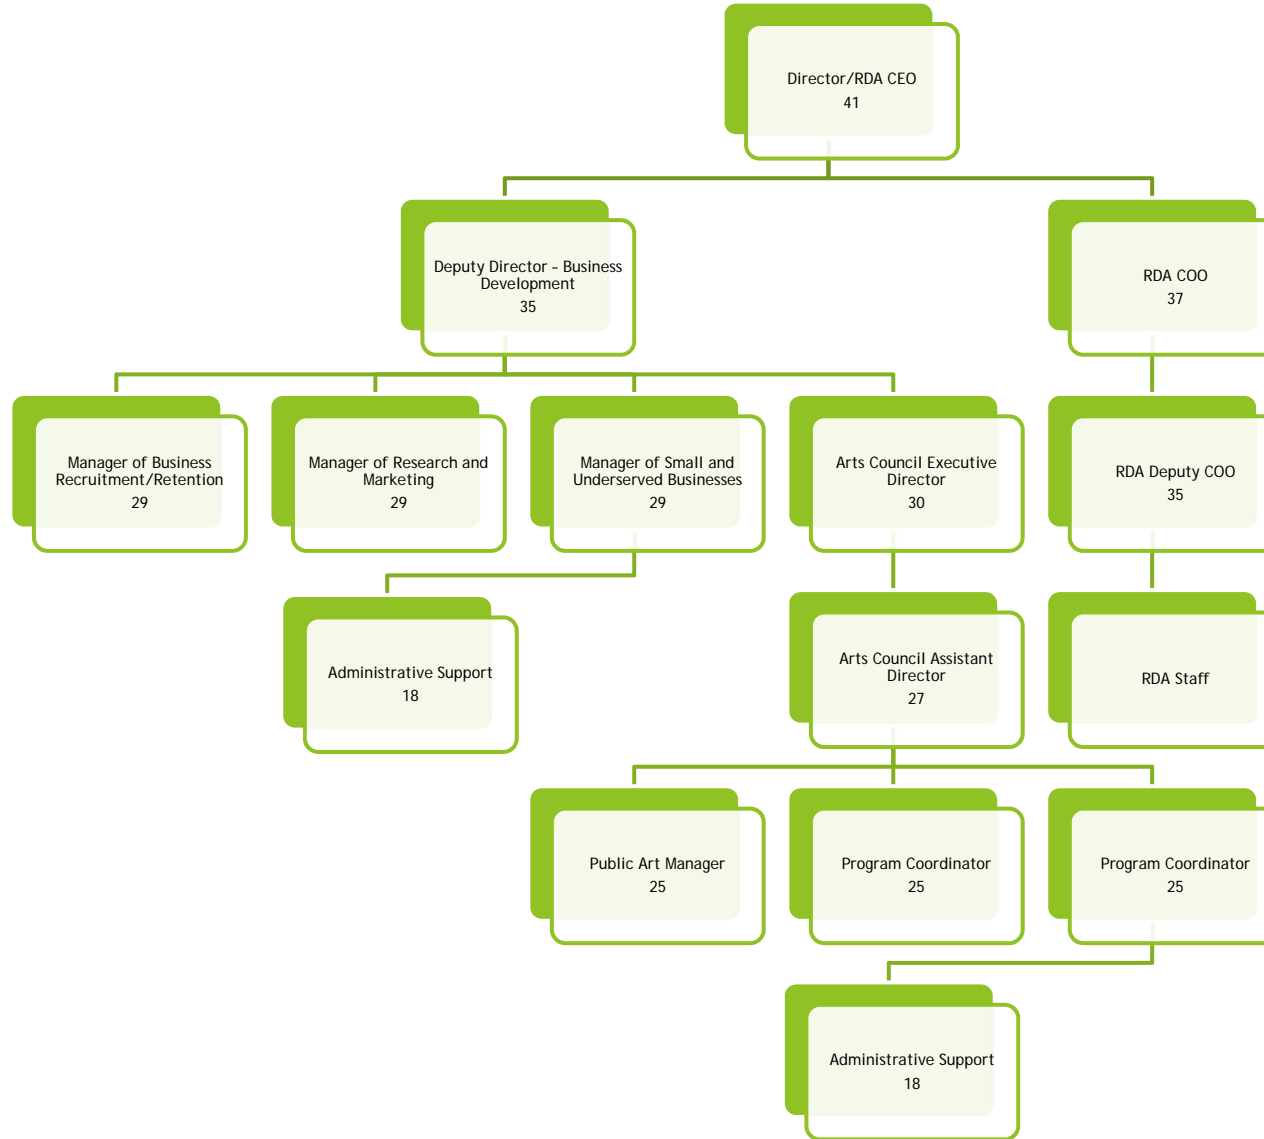 Director/RDA CEO
41
Deputy Director – Business
Development
35
RDA COO
37
Manager of Business
Recruitment/Retention
29
Manager of Research and
Marketing
29
Manager of Small and
Underserved Businesses
29
Arts Council Executive
Director
30
RDA Deputy COO
35
Administrative Support
18
Arts Council Assistant
Director
27
RDA Staff
Public Art Manager
25
Program Coordinator
25
Program Coordinator
25
Administrative Support
18